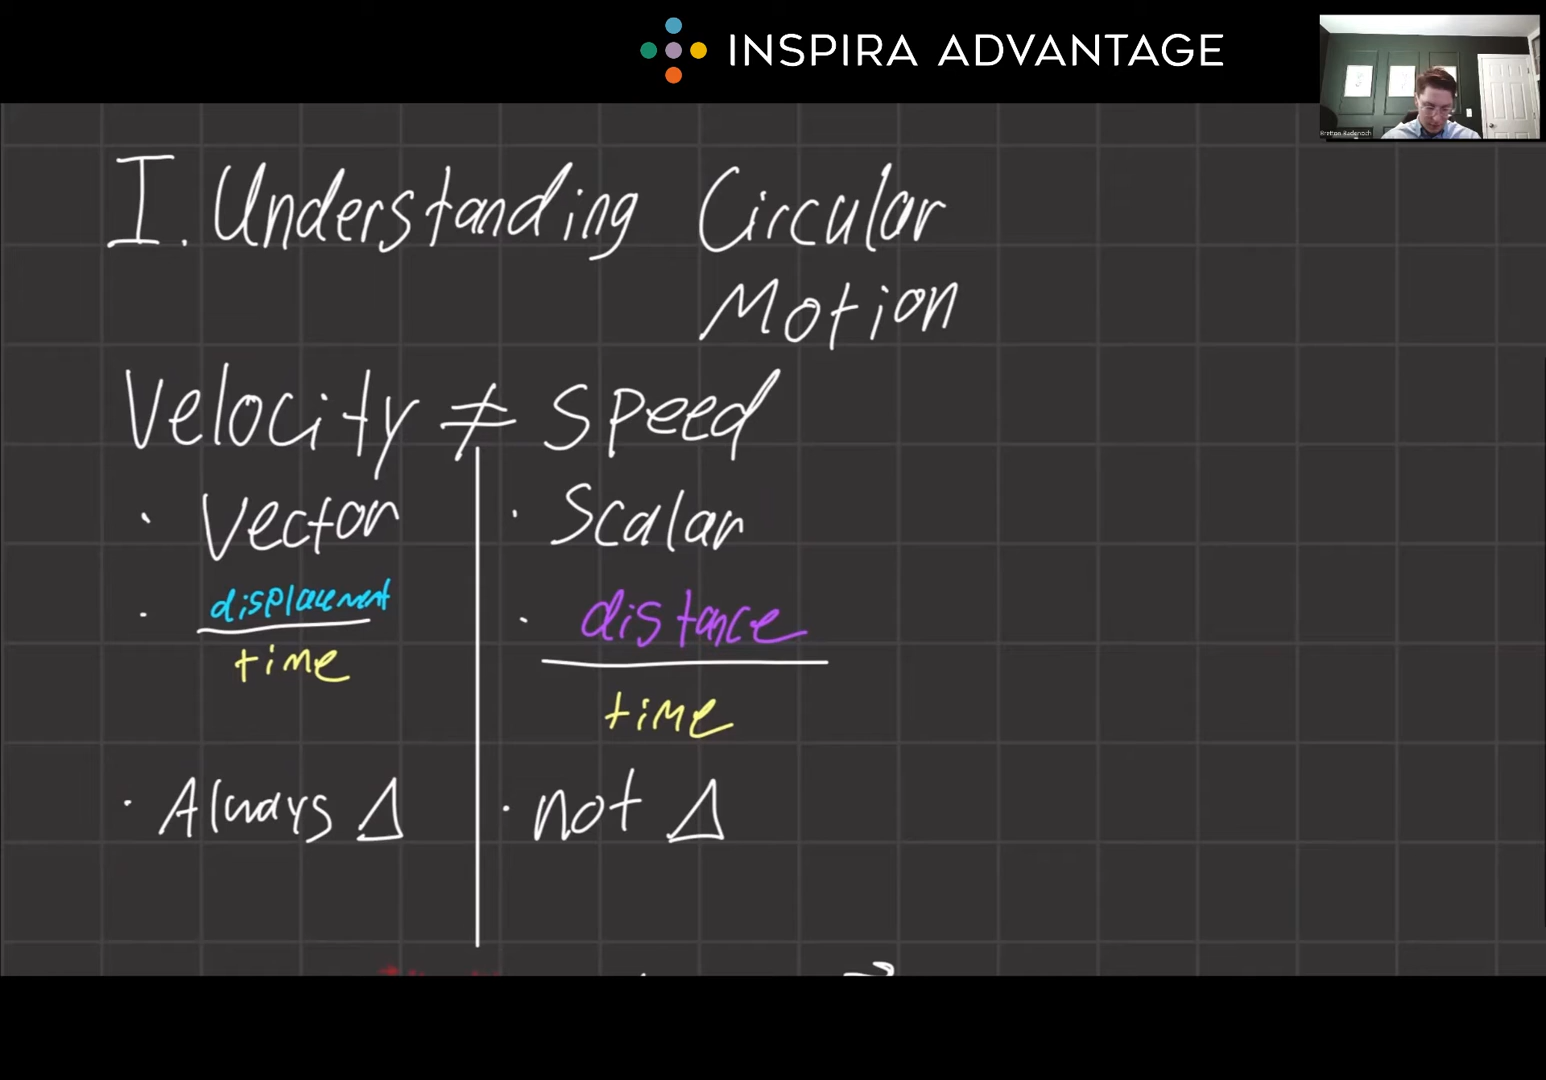 INSPIRA ADVANTAGE
I. Understanding Circular
Motion
Velocity ≠ Speed
· Vector · Scalar
· displacement · distance
time time
· Always Δ · not Δ